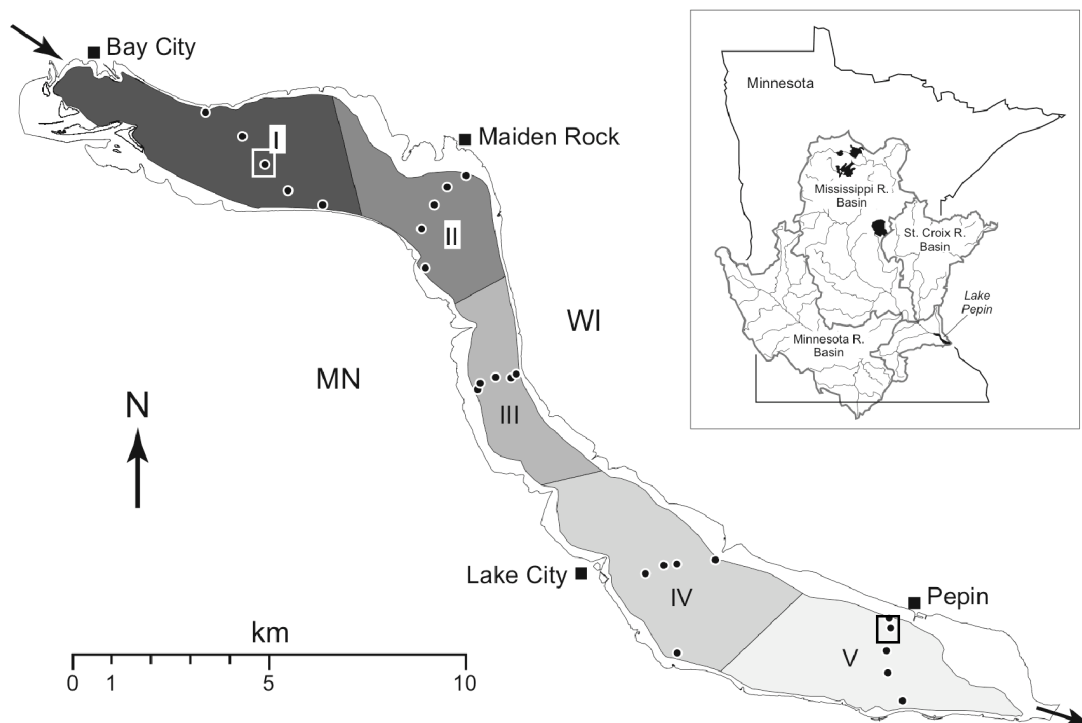 Bay City
Maiden Rock
I
II
WI
MN
N
III
Lake City
IV
Pepin
V
km
0 1 5 10
Minnesota
Mississippi R.
Basin
St. Croix R.
Basin
Lake
Pepin
Minnesota R.
Basin